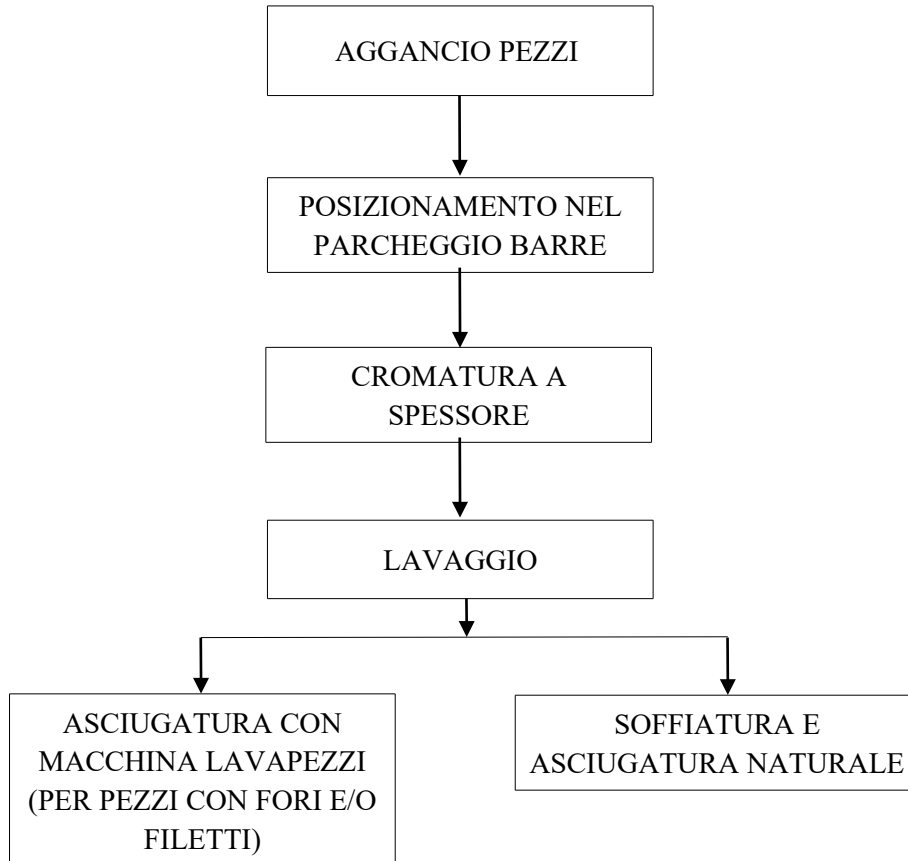 AGGANCIO PEZZI
POSIZIONAMENTO NEL
PARCHEGGIO BARRE
CROMATURA A
SPESSORE
LAVAGGIO
ASCIUGATURA CON
MACCHINA LAVAPEZZI
(PER PEZZI CON FORI E/O
FILETTI)
SOFFIATURA E
ASCIUGATURA NATURALE